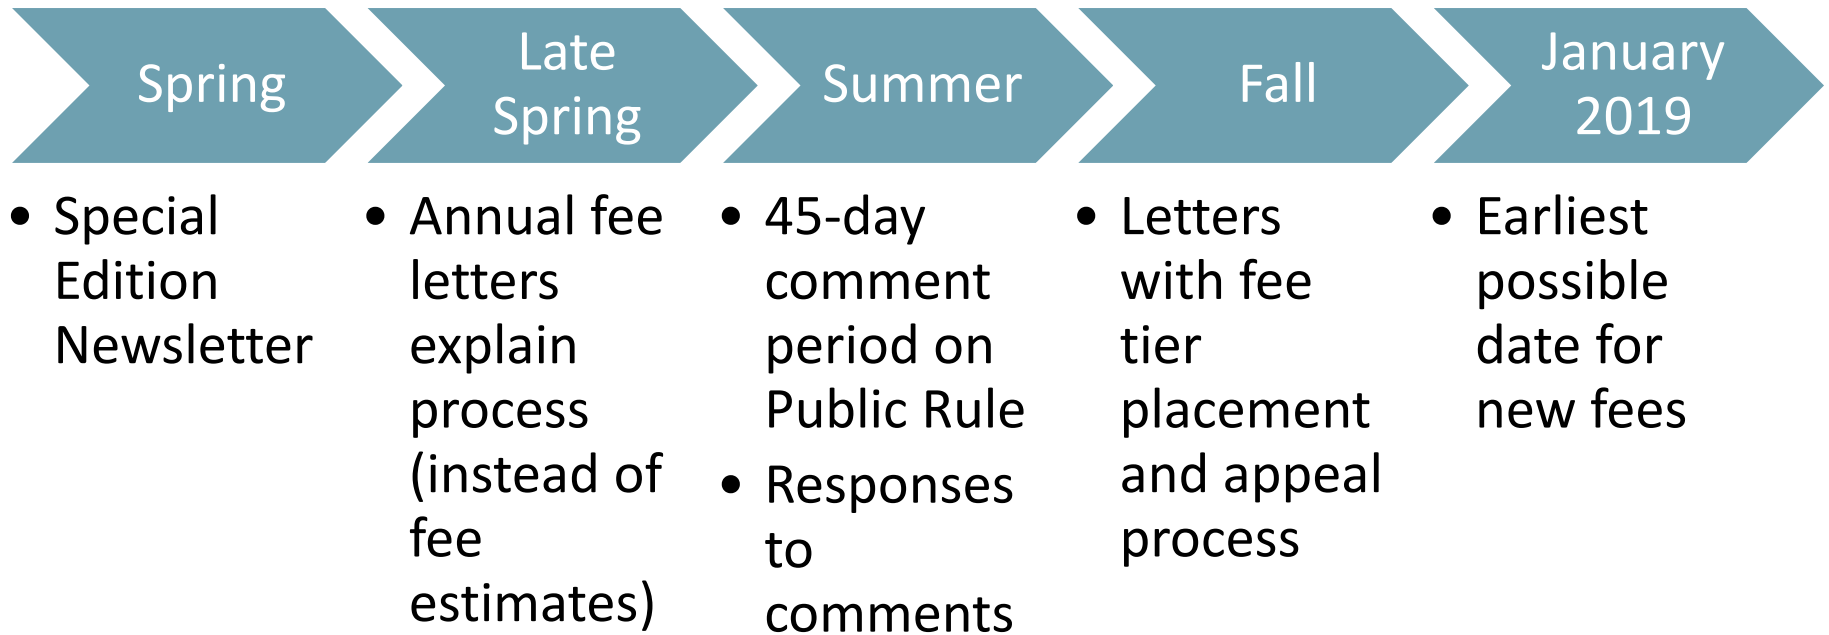 Spring
Late
Spring
Summer
Fall
January
2019
• Special
Edition
Newsletter
• Annual fee
letters
explain
process
(instead of
fee
estimates)
• 45-day
comment
period on
Public Rule
• Responses
to
comments
• Letters
with fee
tier
placement
and appeal
process
• Earliest
possible
date for
new fees